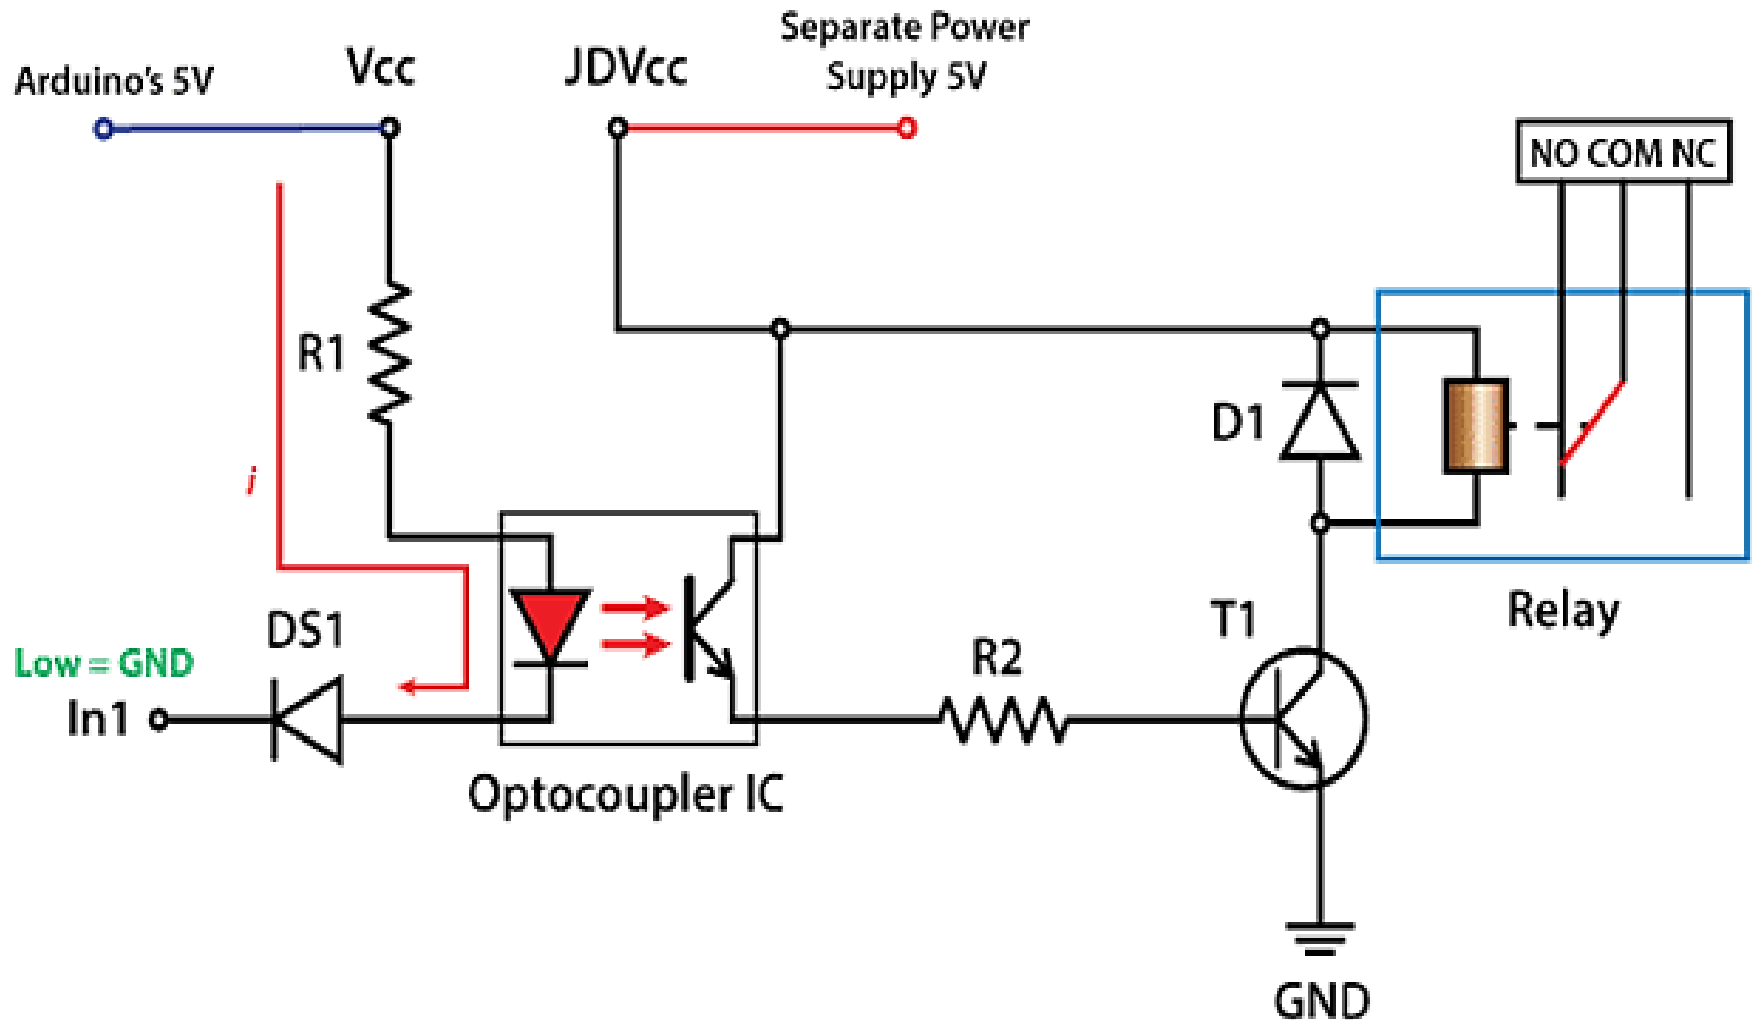 Separate Power
Supply 5V
Arduino's 5V
Vcc
JDVcc
NO COM NC
R1
D1
i
DS1
Low = GND
In1
R2
T1
Relay
Optocoupler IC
GND